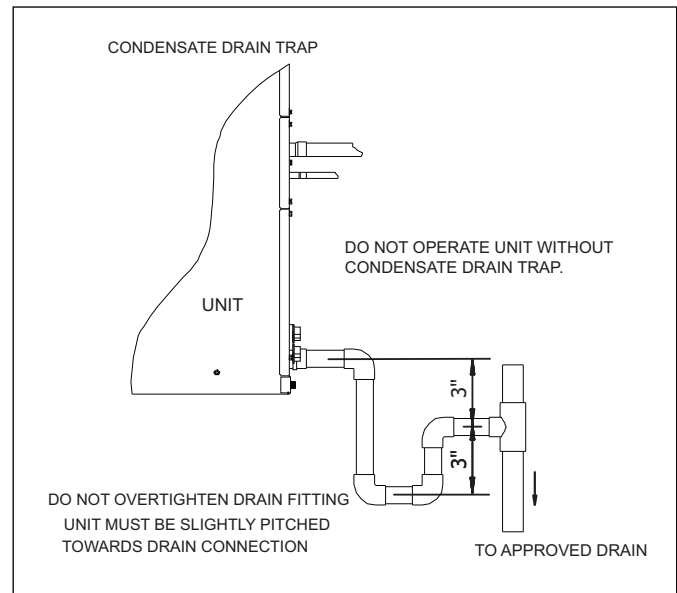 CONDENSATE DRAIN TRAP
DO NOT OPERATE UNIT WITHOUT
CONDENSATE DRAIN TRAP.
UNIT
3"
3"
DO NOT OVERTIGHTEN DRAIN FITTING
UNIT MUST BE SLIGHTLY PITCHED
TOWARDS DRAIN CONNECTION
TO APPROVED DRAIN